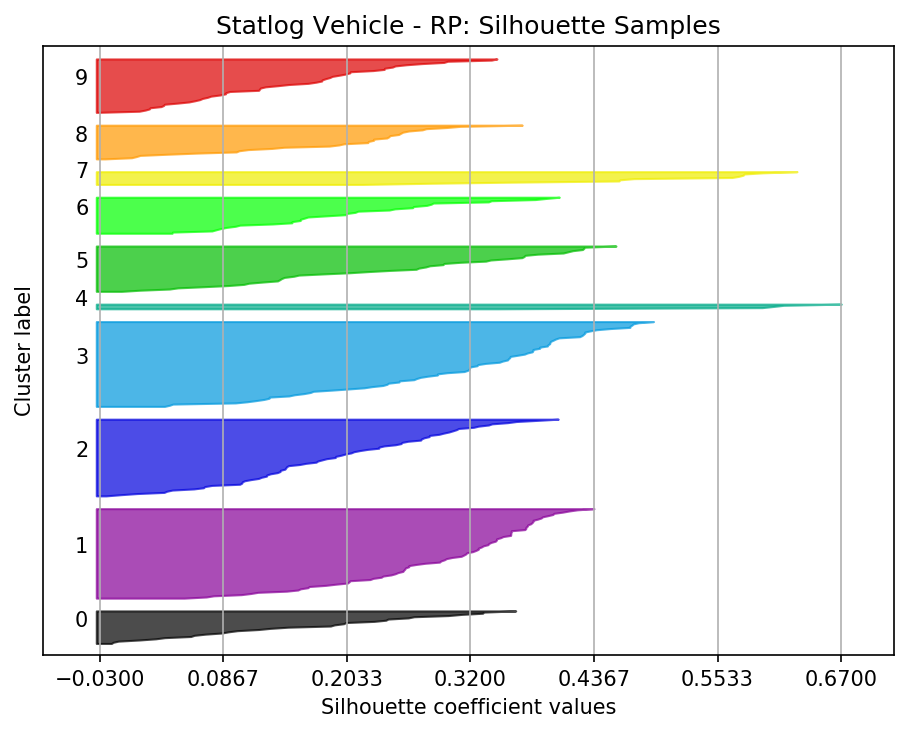 Statlog Vehicle - RP: Silhouette Samples
9
8
7
6
5
4
3
2
1
0
Cluster label
−0.0300 0.0867 0.2033 0.3200 0.4367 0.5533 0.6700
Silhouette coefficient values